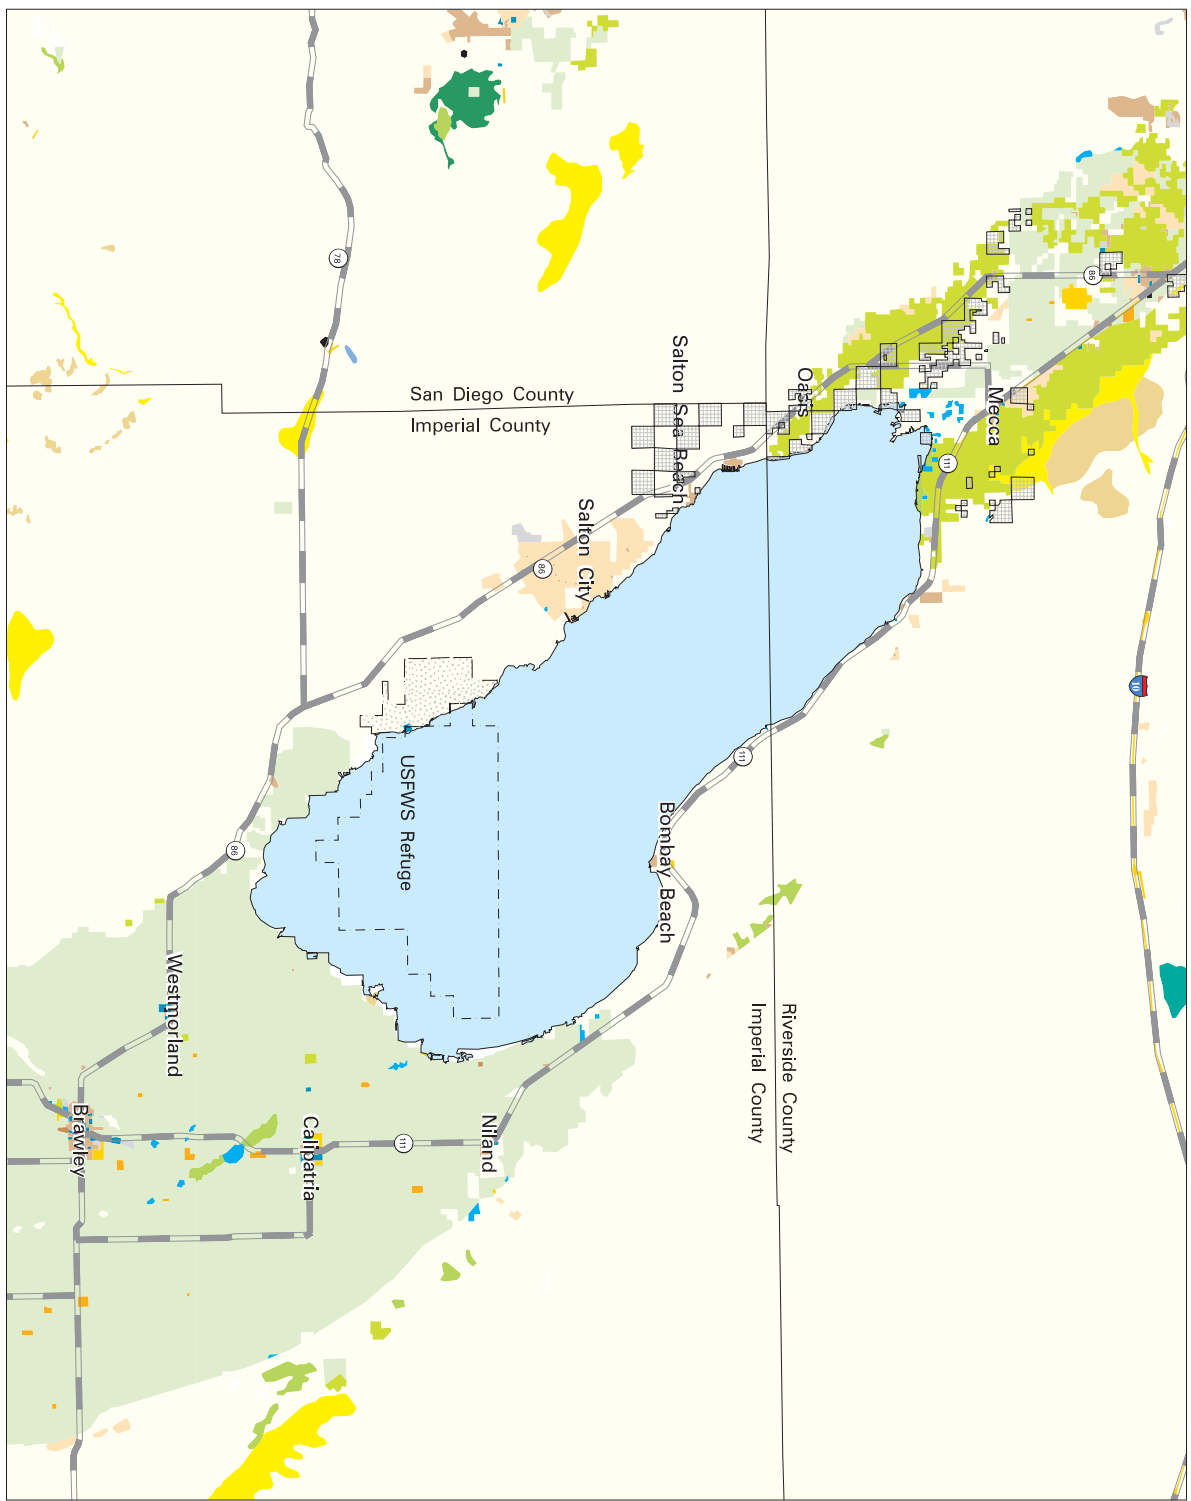 86
Mecca
Oasis
111
10
78
San Diego County
Imperial County
Salton Sea Beach
Salton City
86
111
Riverside County
Imperial County
Bombay Beach
USFWS Refuge
86
Westmorland
Niland
111
Calipatria
Brawley